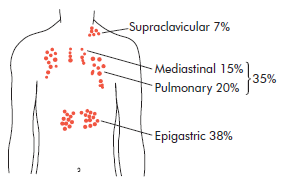 Supraclavicular 7%
Mediastinal 15%
Pulmonary 20%
35%
Epigastric 38%